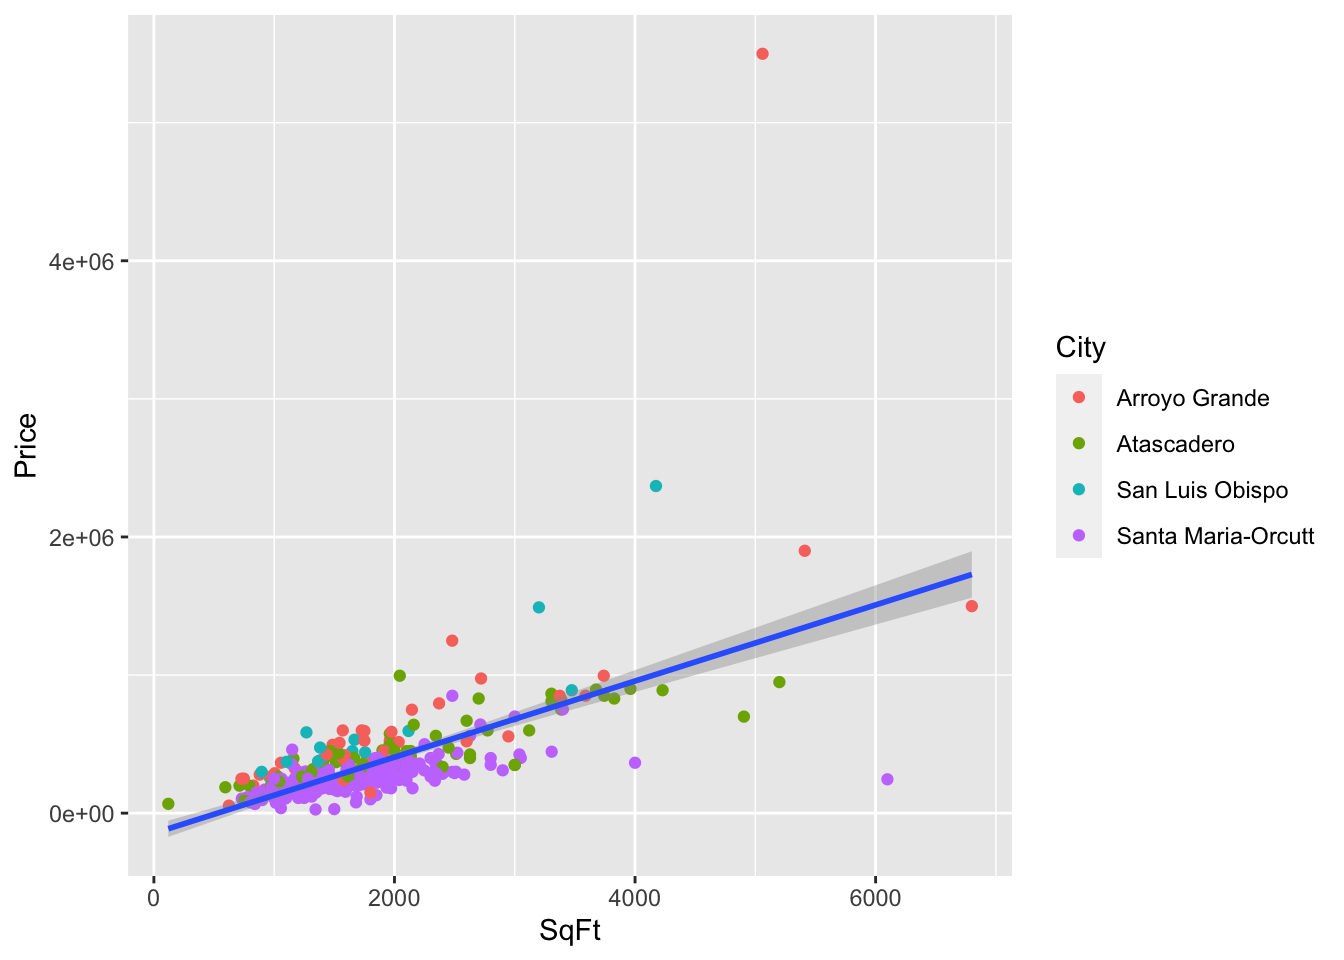 4e+06
2e+06
0e+00
Price
0
2000
4000
6000
SqFt
City
Arroyo Grande
Atascadero
San Luis Obispo
Santa Maria-Orcutt